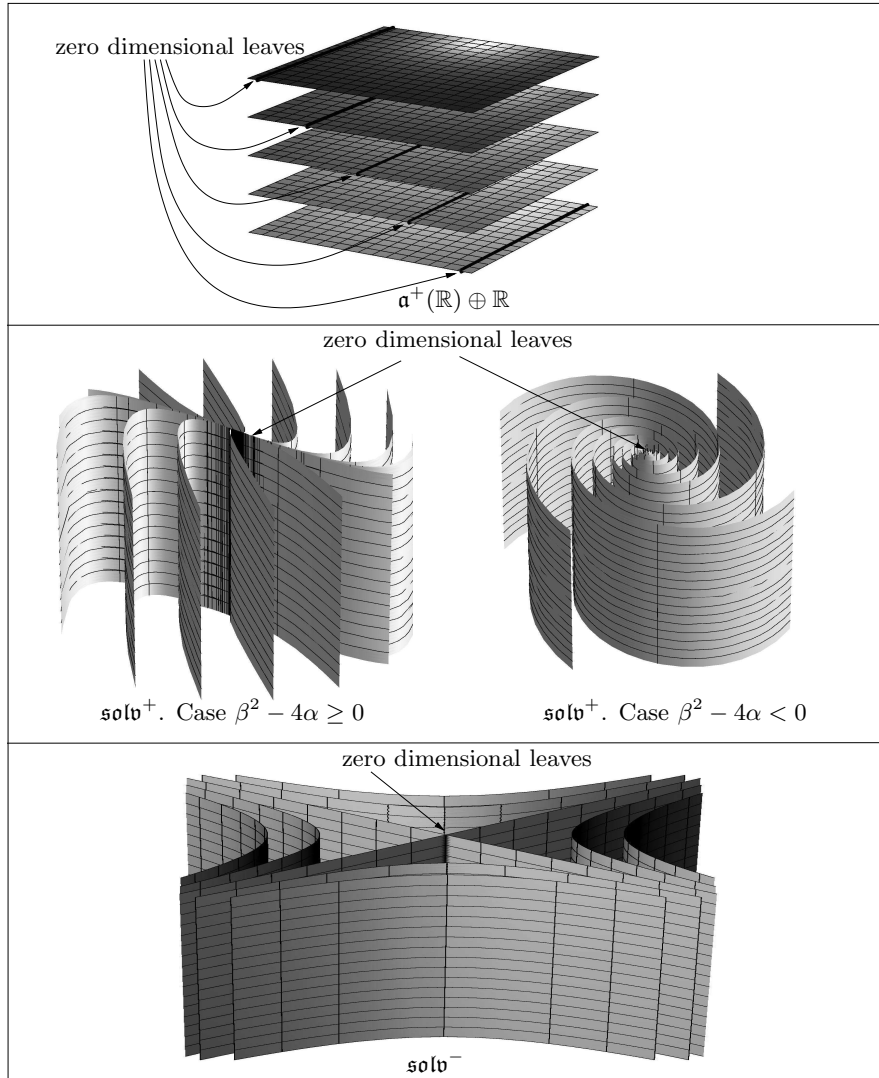 zero dimensional leaves
𝔞⁺(ℝ) ⊕ ℝ
zero dimensional leaves
𝔰𝔬𝔩𝔳⁺. Case β² − 4α ≥ 0
𝔰𝔬𝔩𝔳⁺. Case β² − 4α < 0
zero dimensional leaves
𝔰𝔬𝔩𝔳⁻